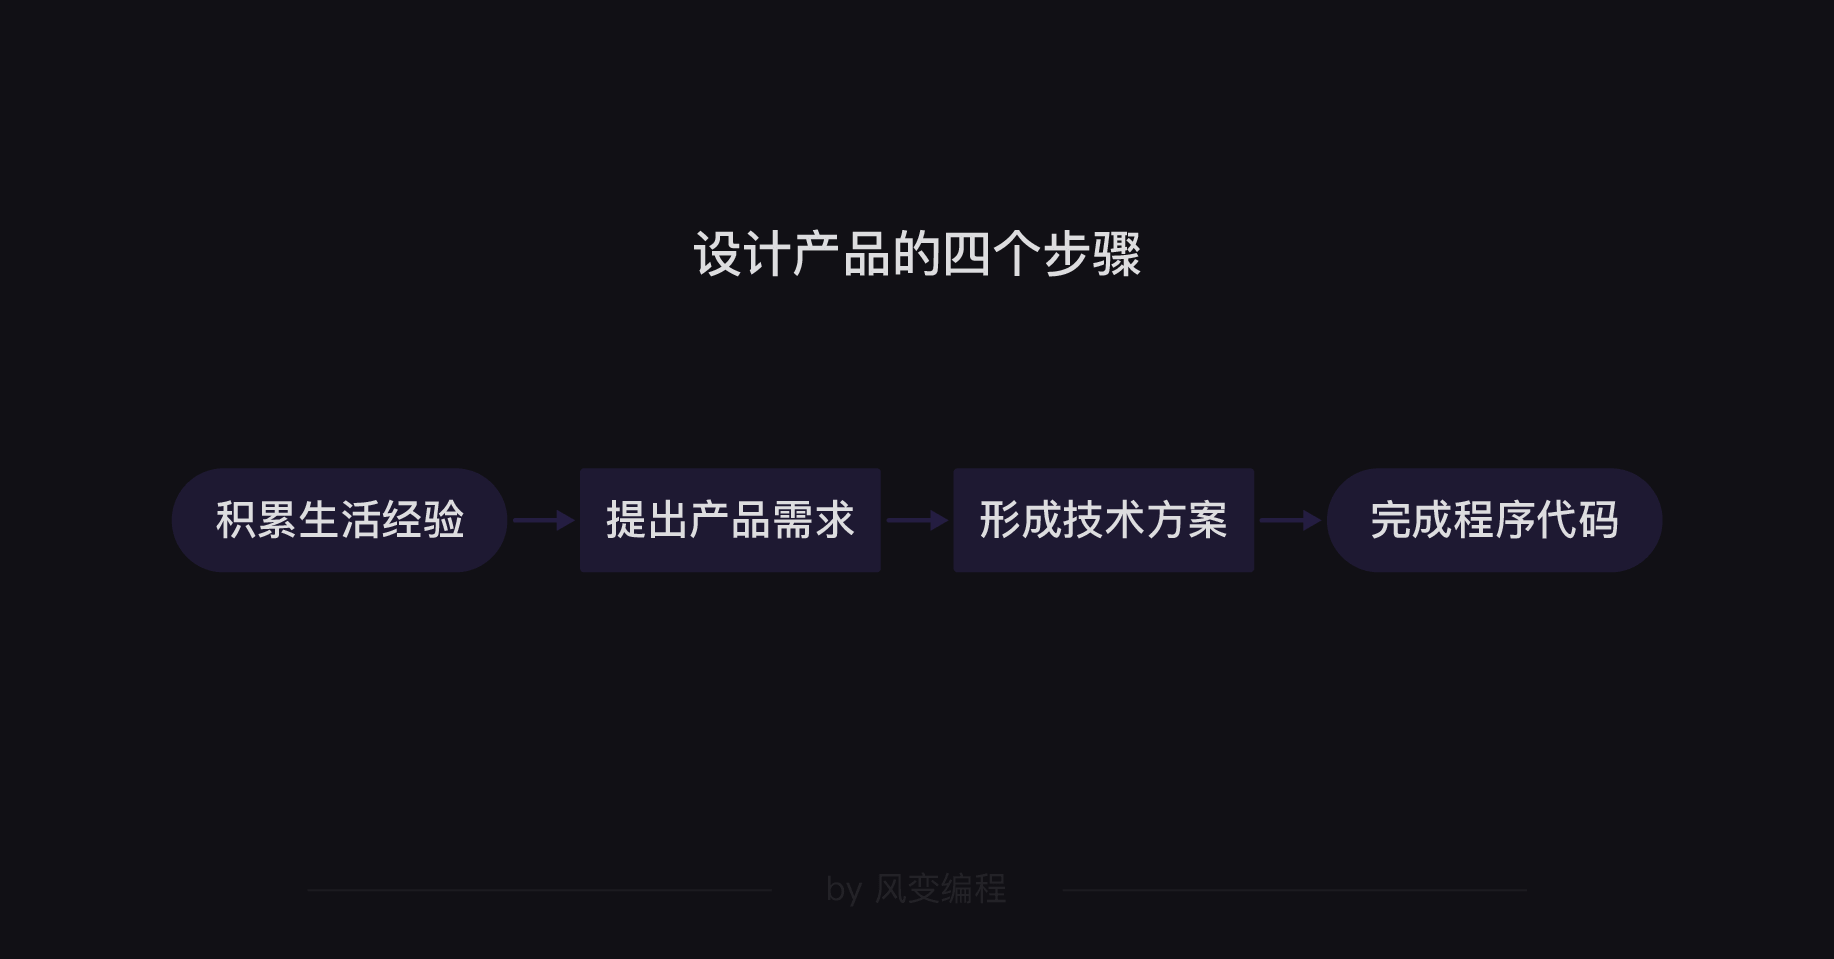 设计产品的四个步骤
积累生活经验
提出产品需求
形成技术方案
完成程序代码
by 风变编程